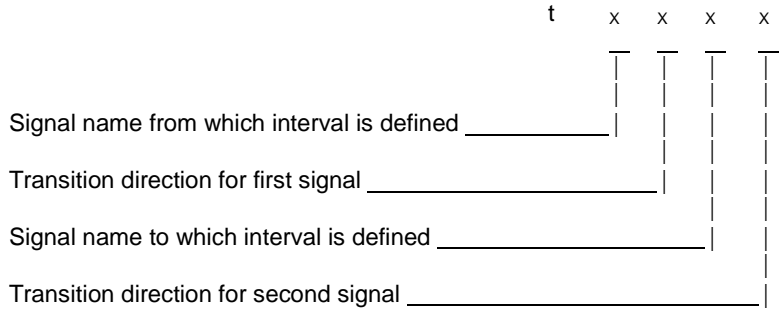 t x x x x
Signal name from which interval is defined
Transition direction for first signal
Signal name to which interval is defined
Transition direction for second signal